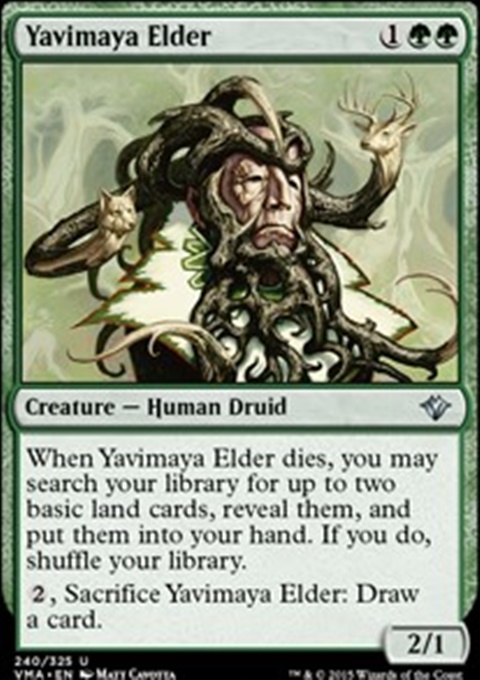 Yavimaya Elder 1
Creature — Human Druid
When Yavimaya Elder dies, you may
search your library for up to two
basic land cards, reveal them, and
put them into your hand. If you do,
shuffle your library.
2, Sacrifice Yavimaya Elder: Draw
a card.
2/1
240/325 U
VMA • EN Matt Cavotta
™ & © 2015 Wizards of the Coast